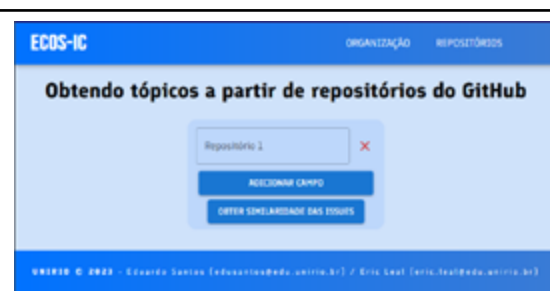 ECOS-IC ORGANIZAÇÃO REPOSITÓRIOS
Obtendo tópicos a partir de repositórios do GitHub
Repositório 1
ADICIONAR CAMPO
OBTER SIMILARIDADE DAS ISSUES
UNIRIO © 2023 - Eduardo Santos [edusantos@edu.unirio.br] / Eric Leal [eric.leal@edu.unirio.br]